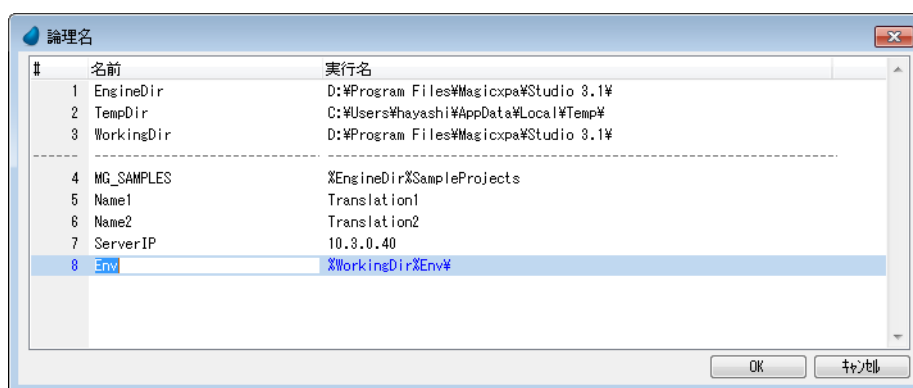 論理名
# 名前 実行名
1 EngineDir D:¥Program Files¥Magicxpa¥Studio 3.1¥
2 TempDir C:¥Users¥hayashi¥AppData¥Local¥Temp¥
3 WorkingDir D:¥Program Files¥Magicxpa¥Studio 3.1¥
4 MG_SAMPLES %EngineDir%SampleProjects
5 Name1 Translation1
6 Name2 Translation2
7 ServerIP 10.3.0.40
8 Env %WorkingDir%Env¥
OK キャンセル